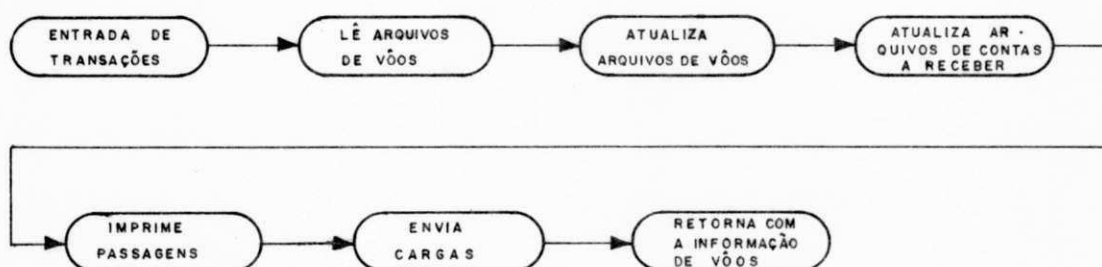 ENTRADA DE
TRANSAÇÕES
LÊ ARQUIVOS
DE VÔOS
ATUALIZA
ARQUIVOS DE VÔOS
ATUALIZA AR-
QUIVOS DE CONTAS
A RECEBER
IMPRIME
PASSAGENS
ENVIA
CARGAS
RETORNA COM
A INFORMAÇÃO
DE VÔOS